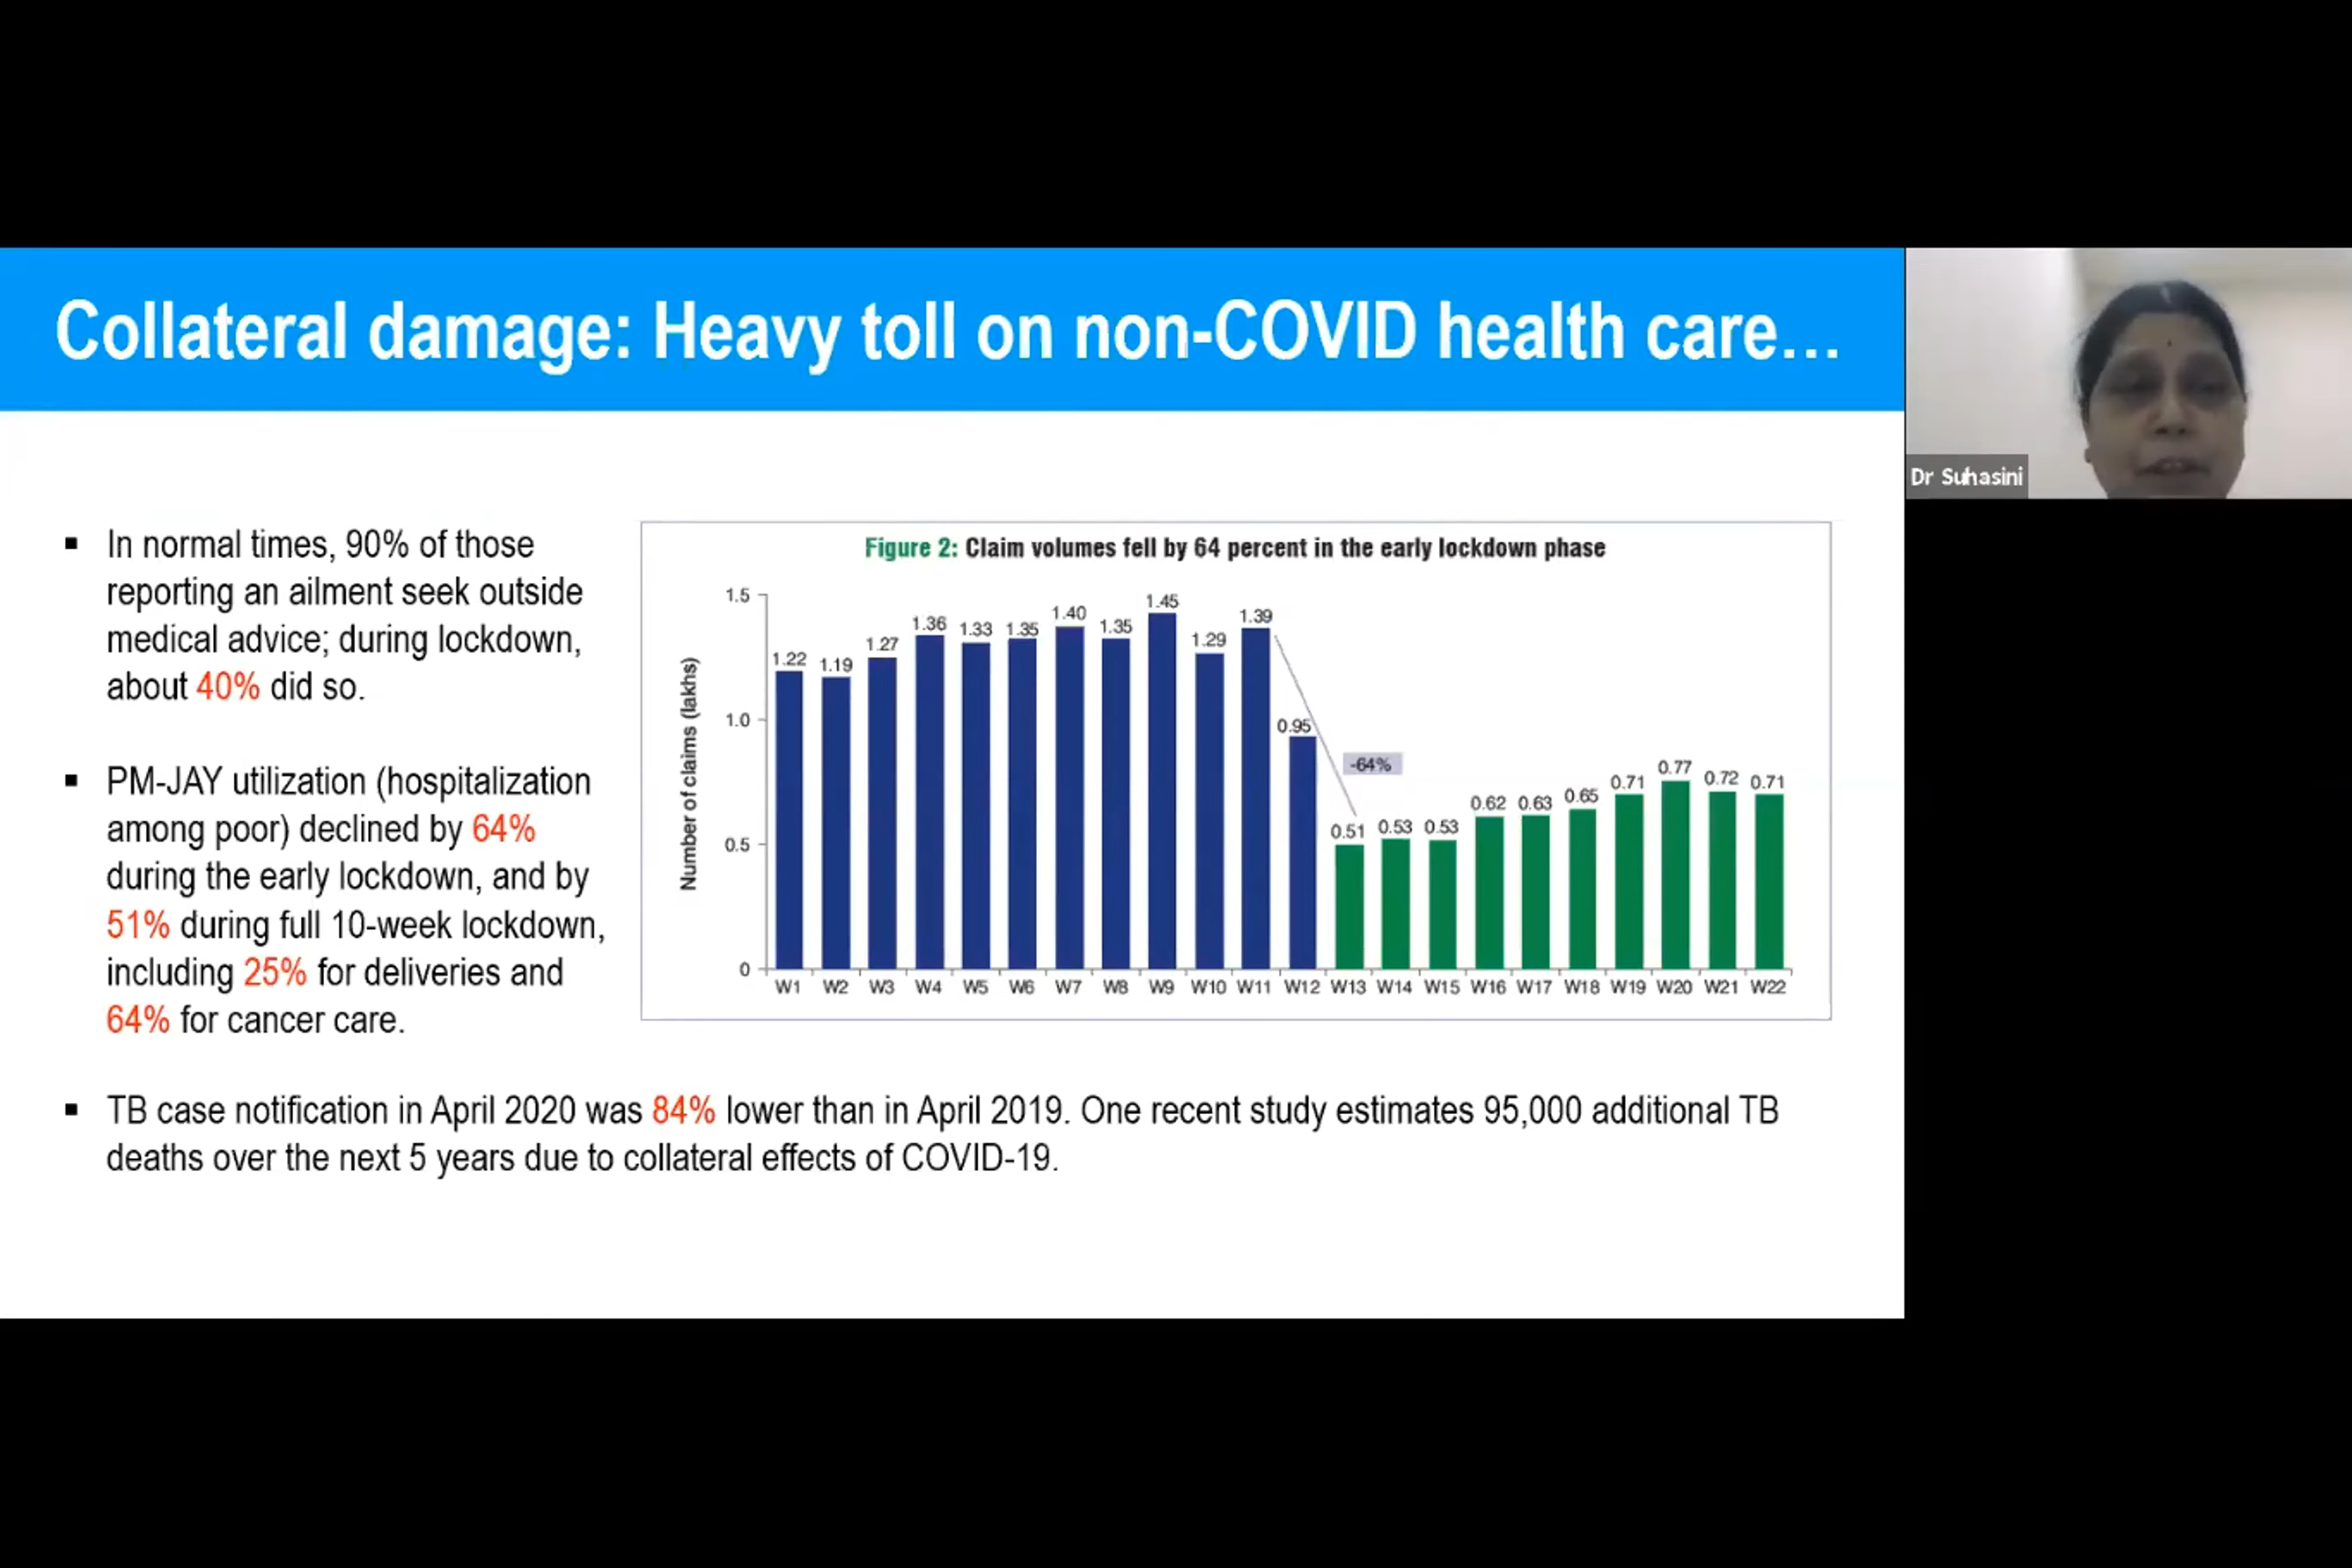 Collateral damage: Heavy toll on non-COVID health care...
Dr Suhasini
▪ In normal times, 90% of those
reporting an ailment seek outside
medical advice; during lockdown,
about 40% did so.
▪ PM-JAY utilization (hospitalization
among poor) declined by 64%
during the early lockdown, and by
51% during full 10-week lockdown,
including 25% for deliveries and
64% for cancer care.
Figure 2: Claim volumes fell by 64 percent in the early lockdown phase
Number of claims (lakhs)
1.5
1.0
0.5
0
1.22 1.19 1.27 1.36 1.33 1.35 1.40 1.35 1.45 1.29 1.39 0.95 0.51 0.53 0.53 0.62 0.63 0.65 0.71 0.77 0.72 0.71
-64%
W1 W2 W3 W4 W5 W6 W7 W8 W9 W10 W11 W12 W13 W14 W15 W16 W17 W18 W19 W20 W21 W22
▪ TB case notification in April 2020 was 84% lower than in April 2019. One recent study estimates 95,000 additional TB
deaths over the next 5 years due to collateral effects of COVID-19.